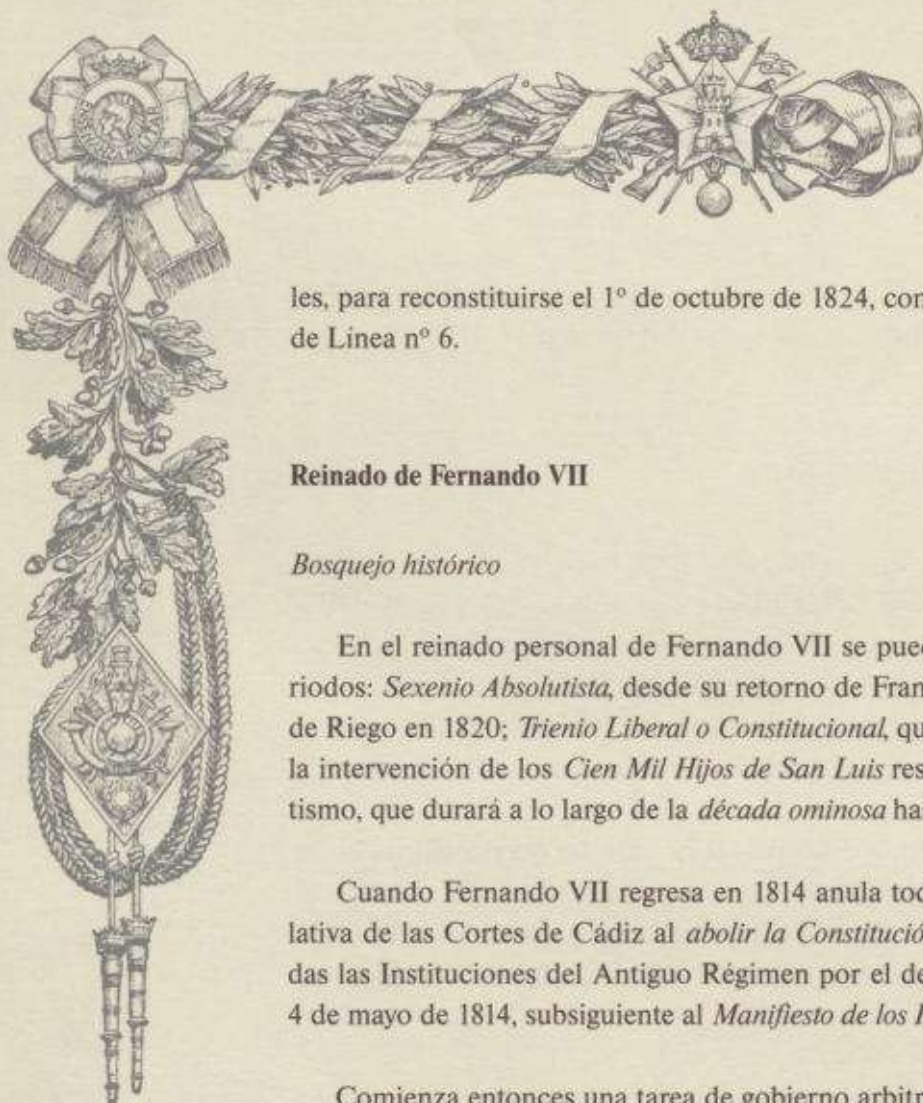 les, para reconstituirse el 1º de octubre de 1824, con
de Línea nº 6.
Reinado de Fernando VII
Bosquejo histórico
En el reinado personal de Fernando VII se pue
riodos: Sexenio Absolutista, desde su retorno de Fran
de Riego en 1820; Trienio Liberal o Constitucional, qu
la intervención de los Cien Mil Hijos de San Luis res
tismo, que durará a lo largo de la década ominosa ha
Cuando Fernando VII regresa en 1814 anula tod
lativa de las Cortes de Cádiz al abolir la Constitució
das las Instituciones del Antiguo Régimen por el de
4 de mayo de 1814, subsiguiente al Manifiesto de los
Comienza entonces una tarea de gobierno arbitr